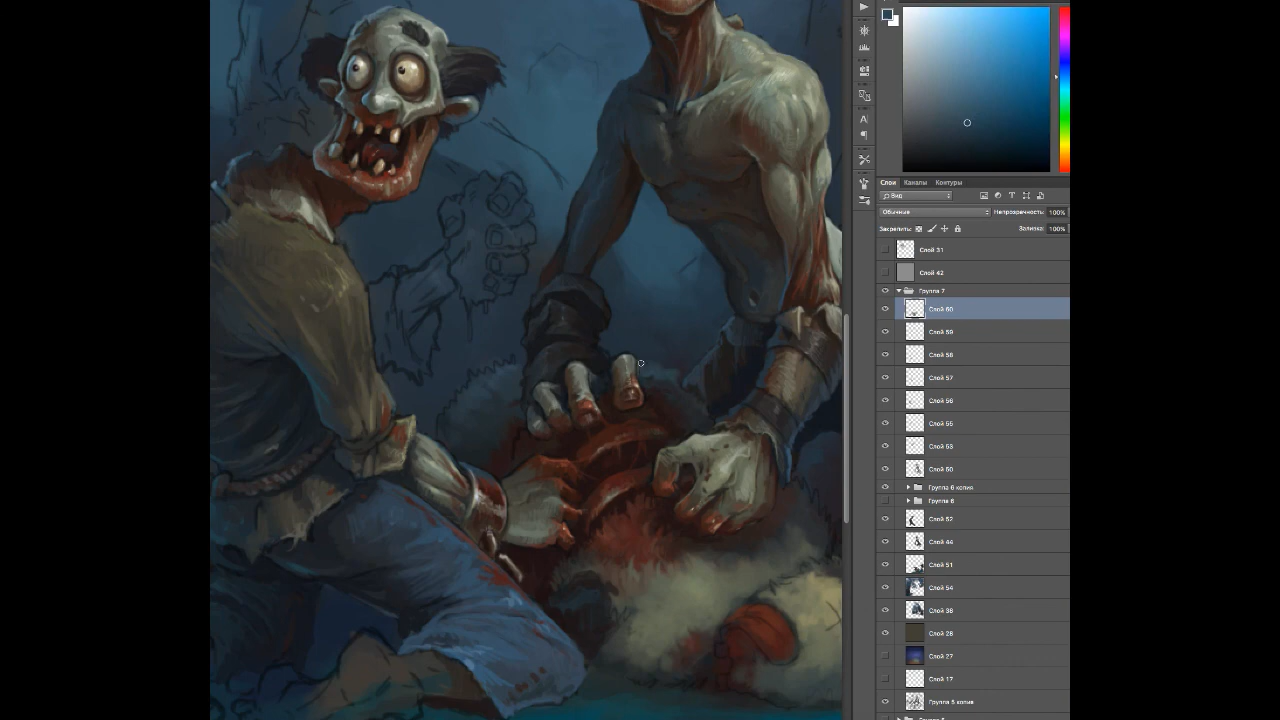 A|
¶
Слои Каналы Контуры
Вид
Обычные Непрозрачность: 100%
Закрепить: Заливка: 100%
Слой 31
Слой 42
Группа 7
Слой 60
Слой 59
Слой 58
Слой 57
Слой 56
Слой 55
Слой 53
Слой 50
Группа 6 копия
Группа 6
Слой 52
Слой 44
Слой 51
Слой 54
Слой 38
Слой 28
Слой 27
Слой 17
Группа 5 копия